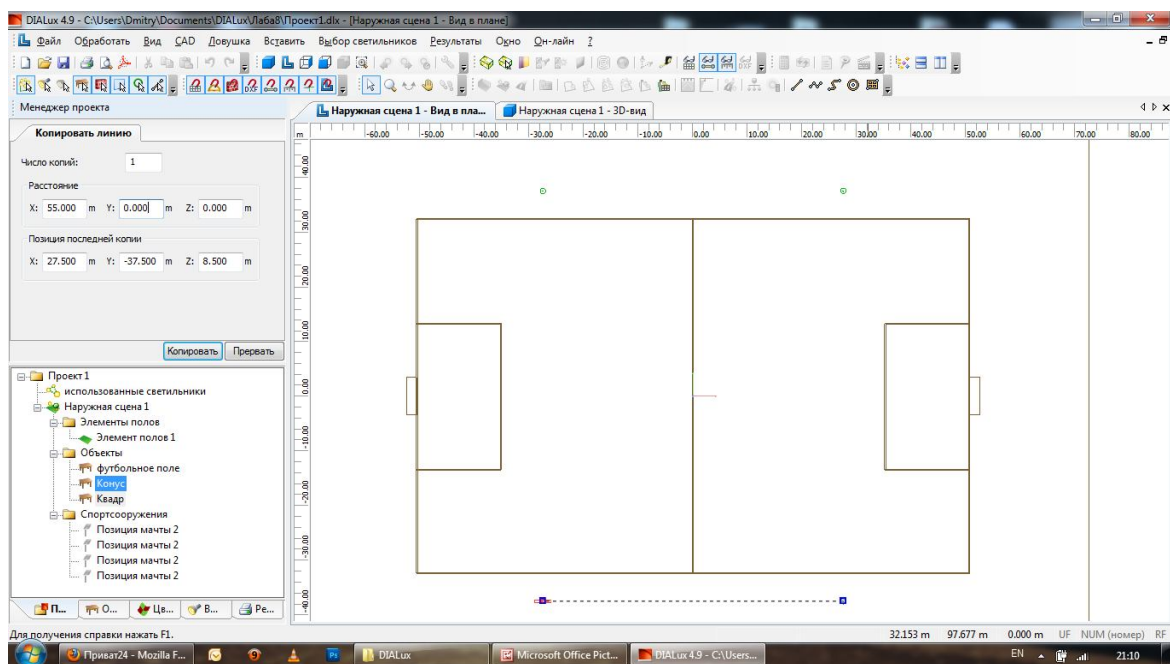 DIALux 4.9 - C:\Users\Dmitry\Documents\DIALux\Лаба8\Проект1.dlx - [Наружная сцена 1 - Вид в плане]
Файл Обработать Вид CAD Ловушка Вставить Выбор светильников Результаты Окно Он-лайн ?
Менеджер проекта
Наружная сцена 1 - Вид в пла... Наружная сцена 1 - 3D-вид
Копировать линию
m -60.00 -50.00 -40.00 -30.00 -20.00 -10.00 0.00 10.00 20.00 30.00 40.00 50.00 60.00 70.00 80.00
40.00
30.00
20.00
10.00
0.00
-10.00
-20.00
-30.00
-40.00
Число копий: 1
Расстояние
X: 55.000 m Y: 0.000 m Z: 0.000 m
Позиция последней копии
X: 27.500 m Y: -37.500 m Z: 8.500 m
Копировать Прервать
Проект 1
использованные светильники
Наружная сцена 1
Элементы полов
Элемент полов 1
Объекты
футбольное поле
Конус
Квадр
Спортсооружения
Позиция мачты 2
Позиция мачты 2
Позиция мачты 2
Позиция мачты 2
П... О... Цв... В... Ре...
Для получения справки нажать F1. 32.153 m 97.677 m 0.000 m UF NUM (номер) RF
Приват24 - Mozilla F... DIALux Microsoft Office Pict... DIALux 4.9 - C:\Users... EN 21:10